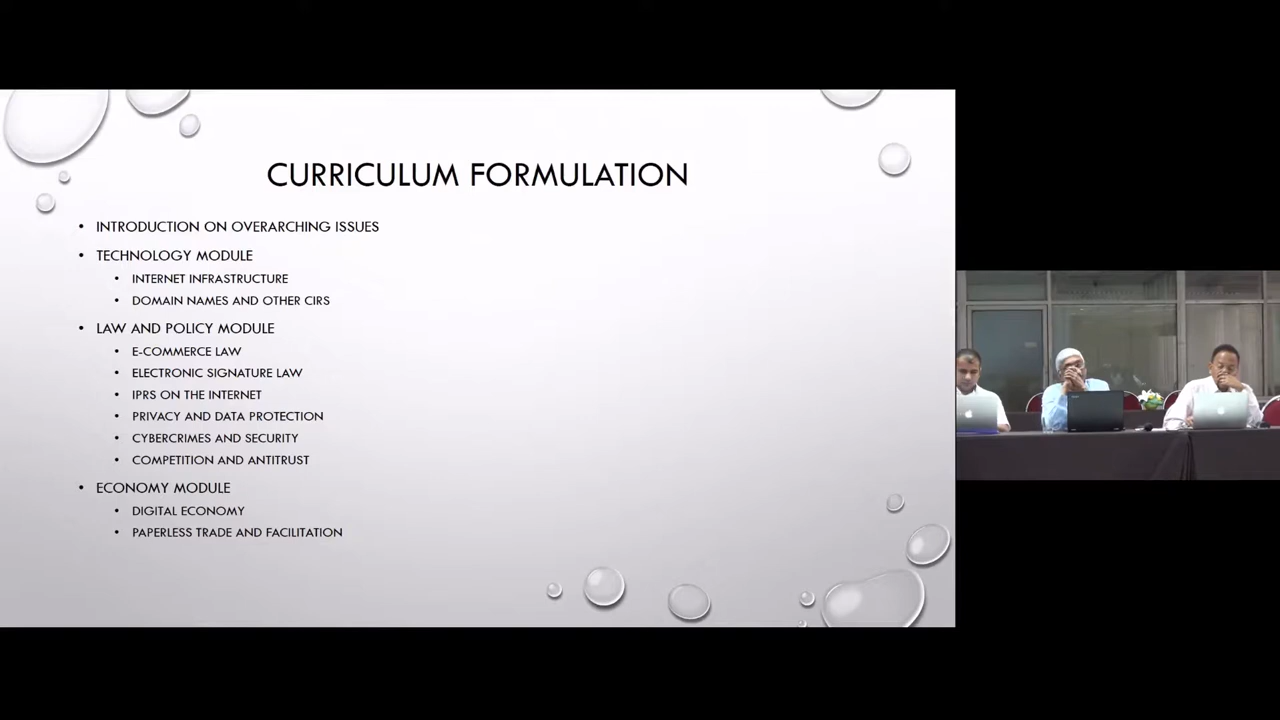 CURRICULUM FORMULATION
• INTRODUCTION ON OVERARCHING ISSUES
• TECHNOLOGY MODULE
• INTERNET INFRASTRUCTURE
• DOMAIN NAMES AND OTHER CIRS
• LAW AND POLICY MODULE
• E-COMMERCE LAW
• ELECTRONIC SIGNATURE LAW
• IPRS ON THE INTERNET
• PRIVACY AND DATA PROTECTION
• CYBERCRIMES AND SECURITY
• COMPETITION AND ANTITRUST
• ECONOMY MODULE
• DIGITAL ECONOMY
• PAPERLESS TRADE AND FACILITATION